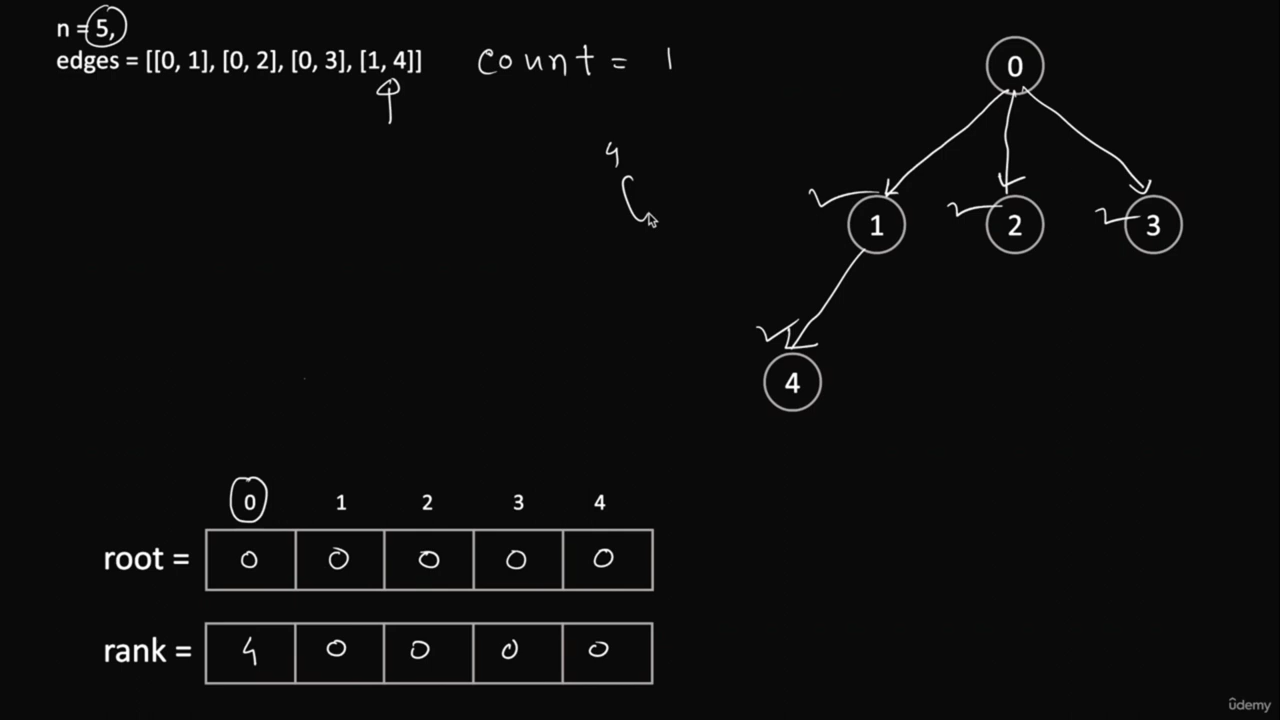 n = 5,
edges = [[0, 1], [0, 2], [0, 3], [1, 4]]
count = 1
4
0
1 2 3
4
0 1 2 3 4
root = 0 0 0 0 0
rank = 4 0 0 0 0
ûdemy